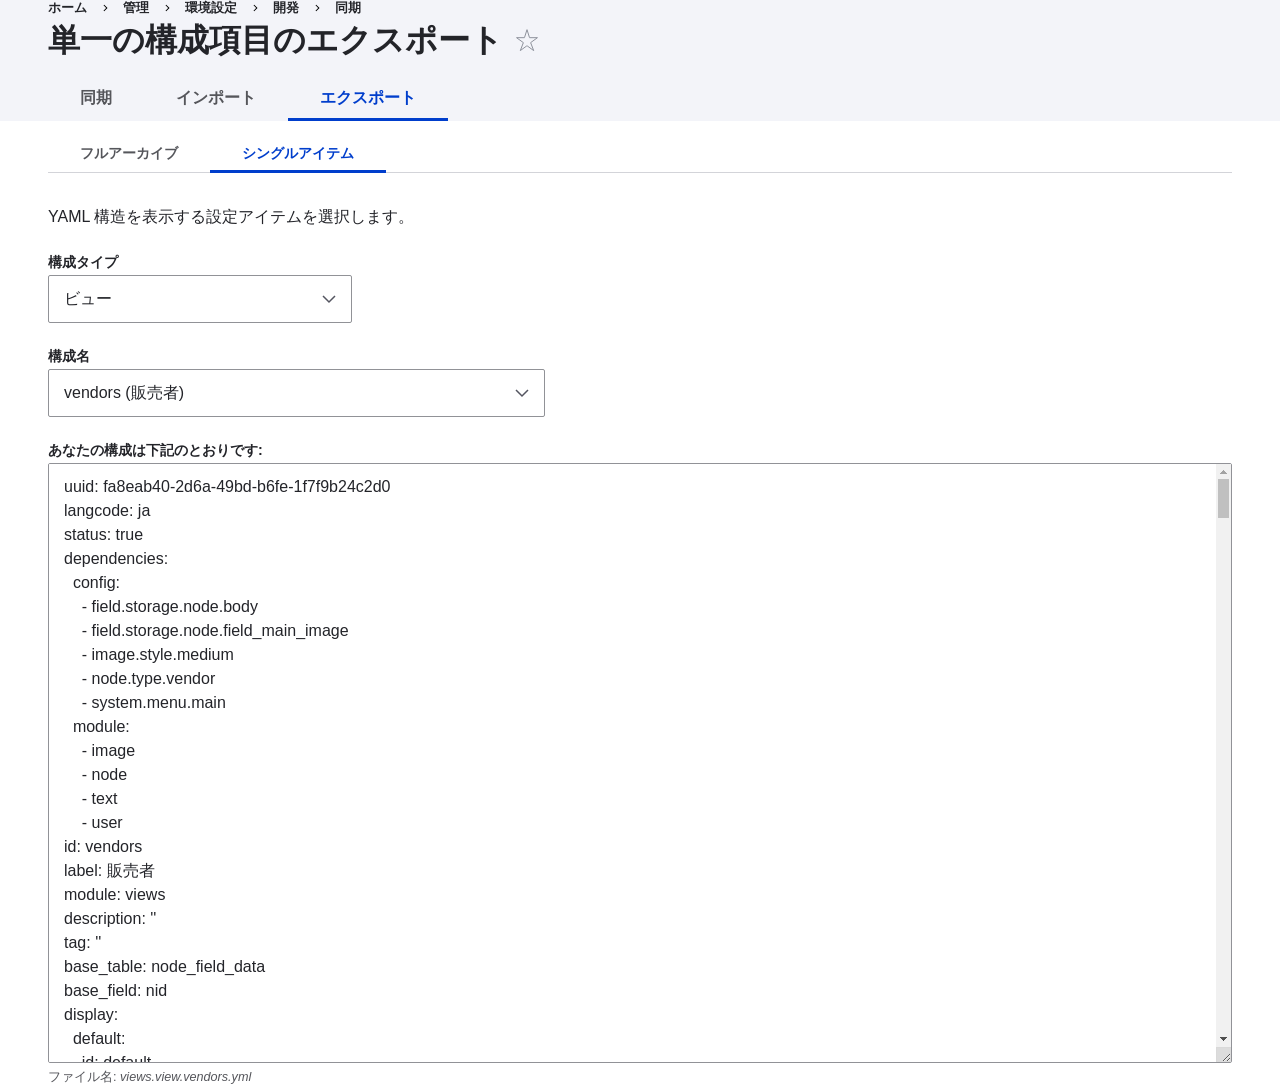 ホーム › 管理 › 環境設定 › 開発 › 同期
単一の構成項目のエクスポート ☆
同期 インポート エクスポート
フルアーカイブ シングルアイテム
YAML 構造を表示する設定アイテムを選択します。
構成タイプ
ビュー
構成名
vendors (販売者)
あなたの構成は下記のとおりです:
uuid: fa8eab40-2d6a-49bd-b6fe-1f7f9b24c2d0
langcode: ja
status: true
dependencies:
  config:
    - field.storage.node.body
    - field.storage.node.field_main_image
    - image.style.medium
    - node.type.vendor
    - system.menu.main
  module:
    - image
    - node
    - text
    - user
id: vendors
label: 販売者
module: views
description: ''
tag: ''
base_table: node_field_data
base_field: nid
display:
  default:
    id: default
ファイル名: views.view.vendors.yml